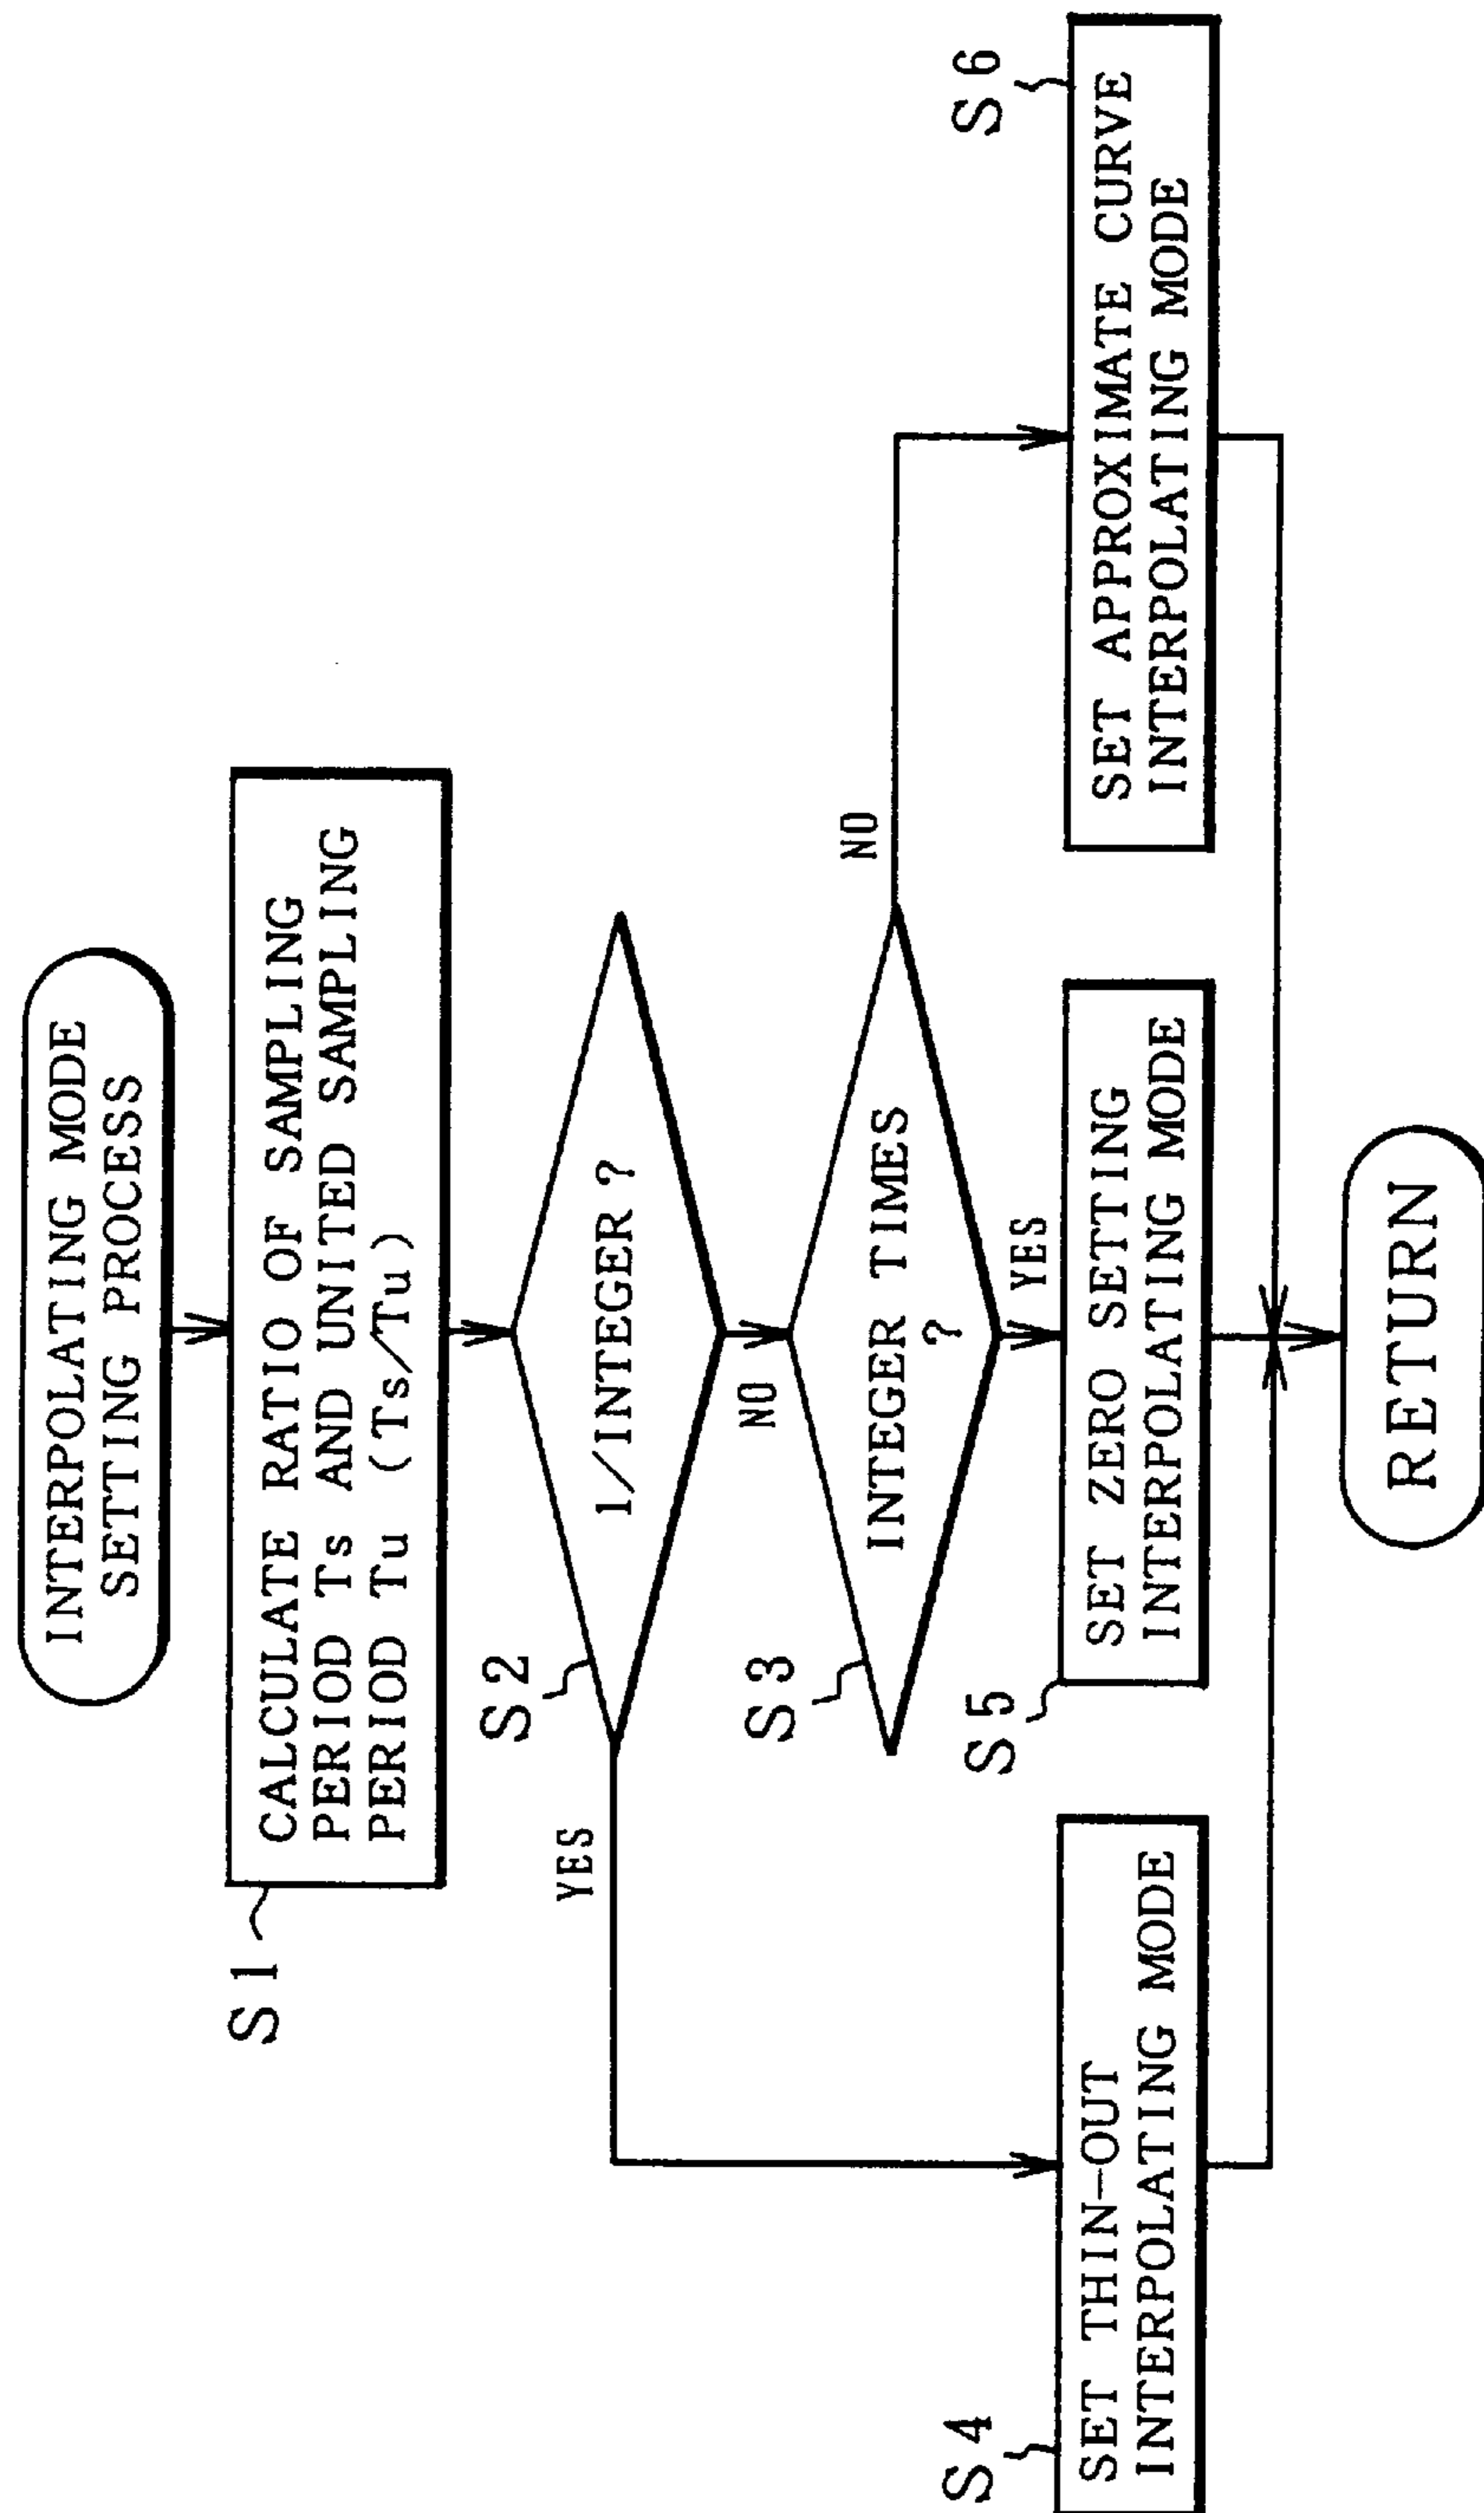 INTERPOLATING MODE
SETTING PROCESS
S1
CALCULATE RATIO OF SAMPLING
PERIOD Ts AND UNITED SAMPLING
PERIOD Tu (Ts/Tu)
S2
1/INTEGER?
YES
NO
S3
INTEGER TIMES
?
NO
YES
S4
SET THIN-OUT
INTERPOLATING MODE
S5
SET ZERO SETTING
INTERPOLATING MODE
S6
SET APPROXIMATE CURVE
INTERPOLATING MODE
RETURN